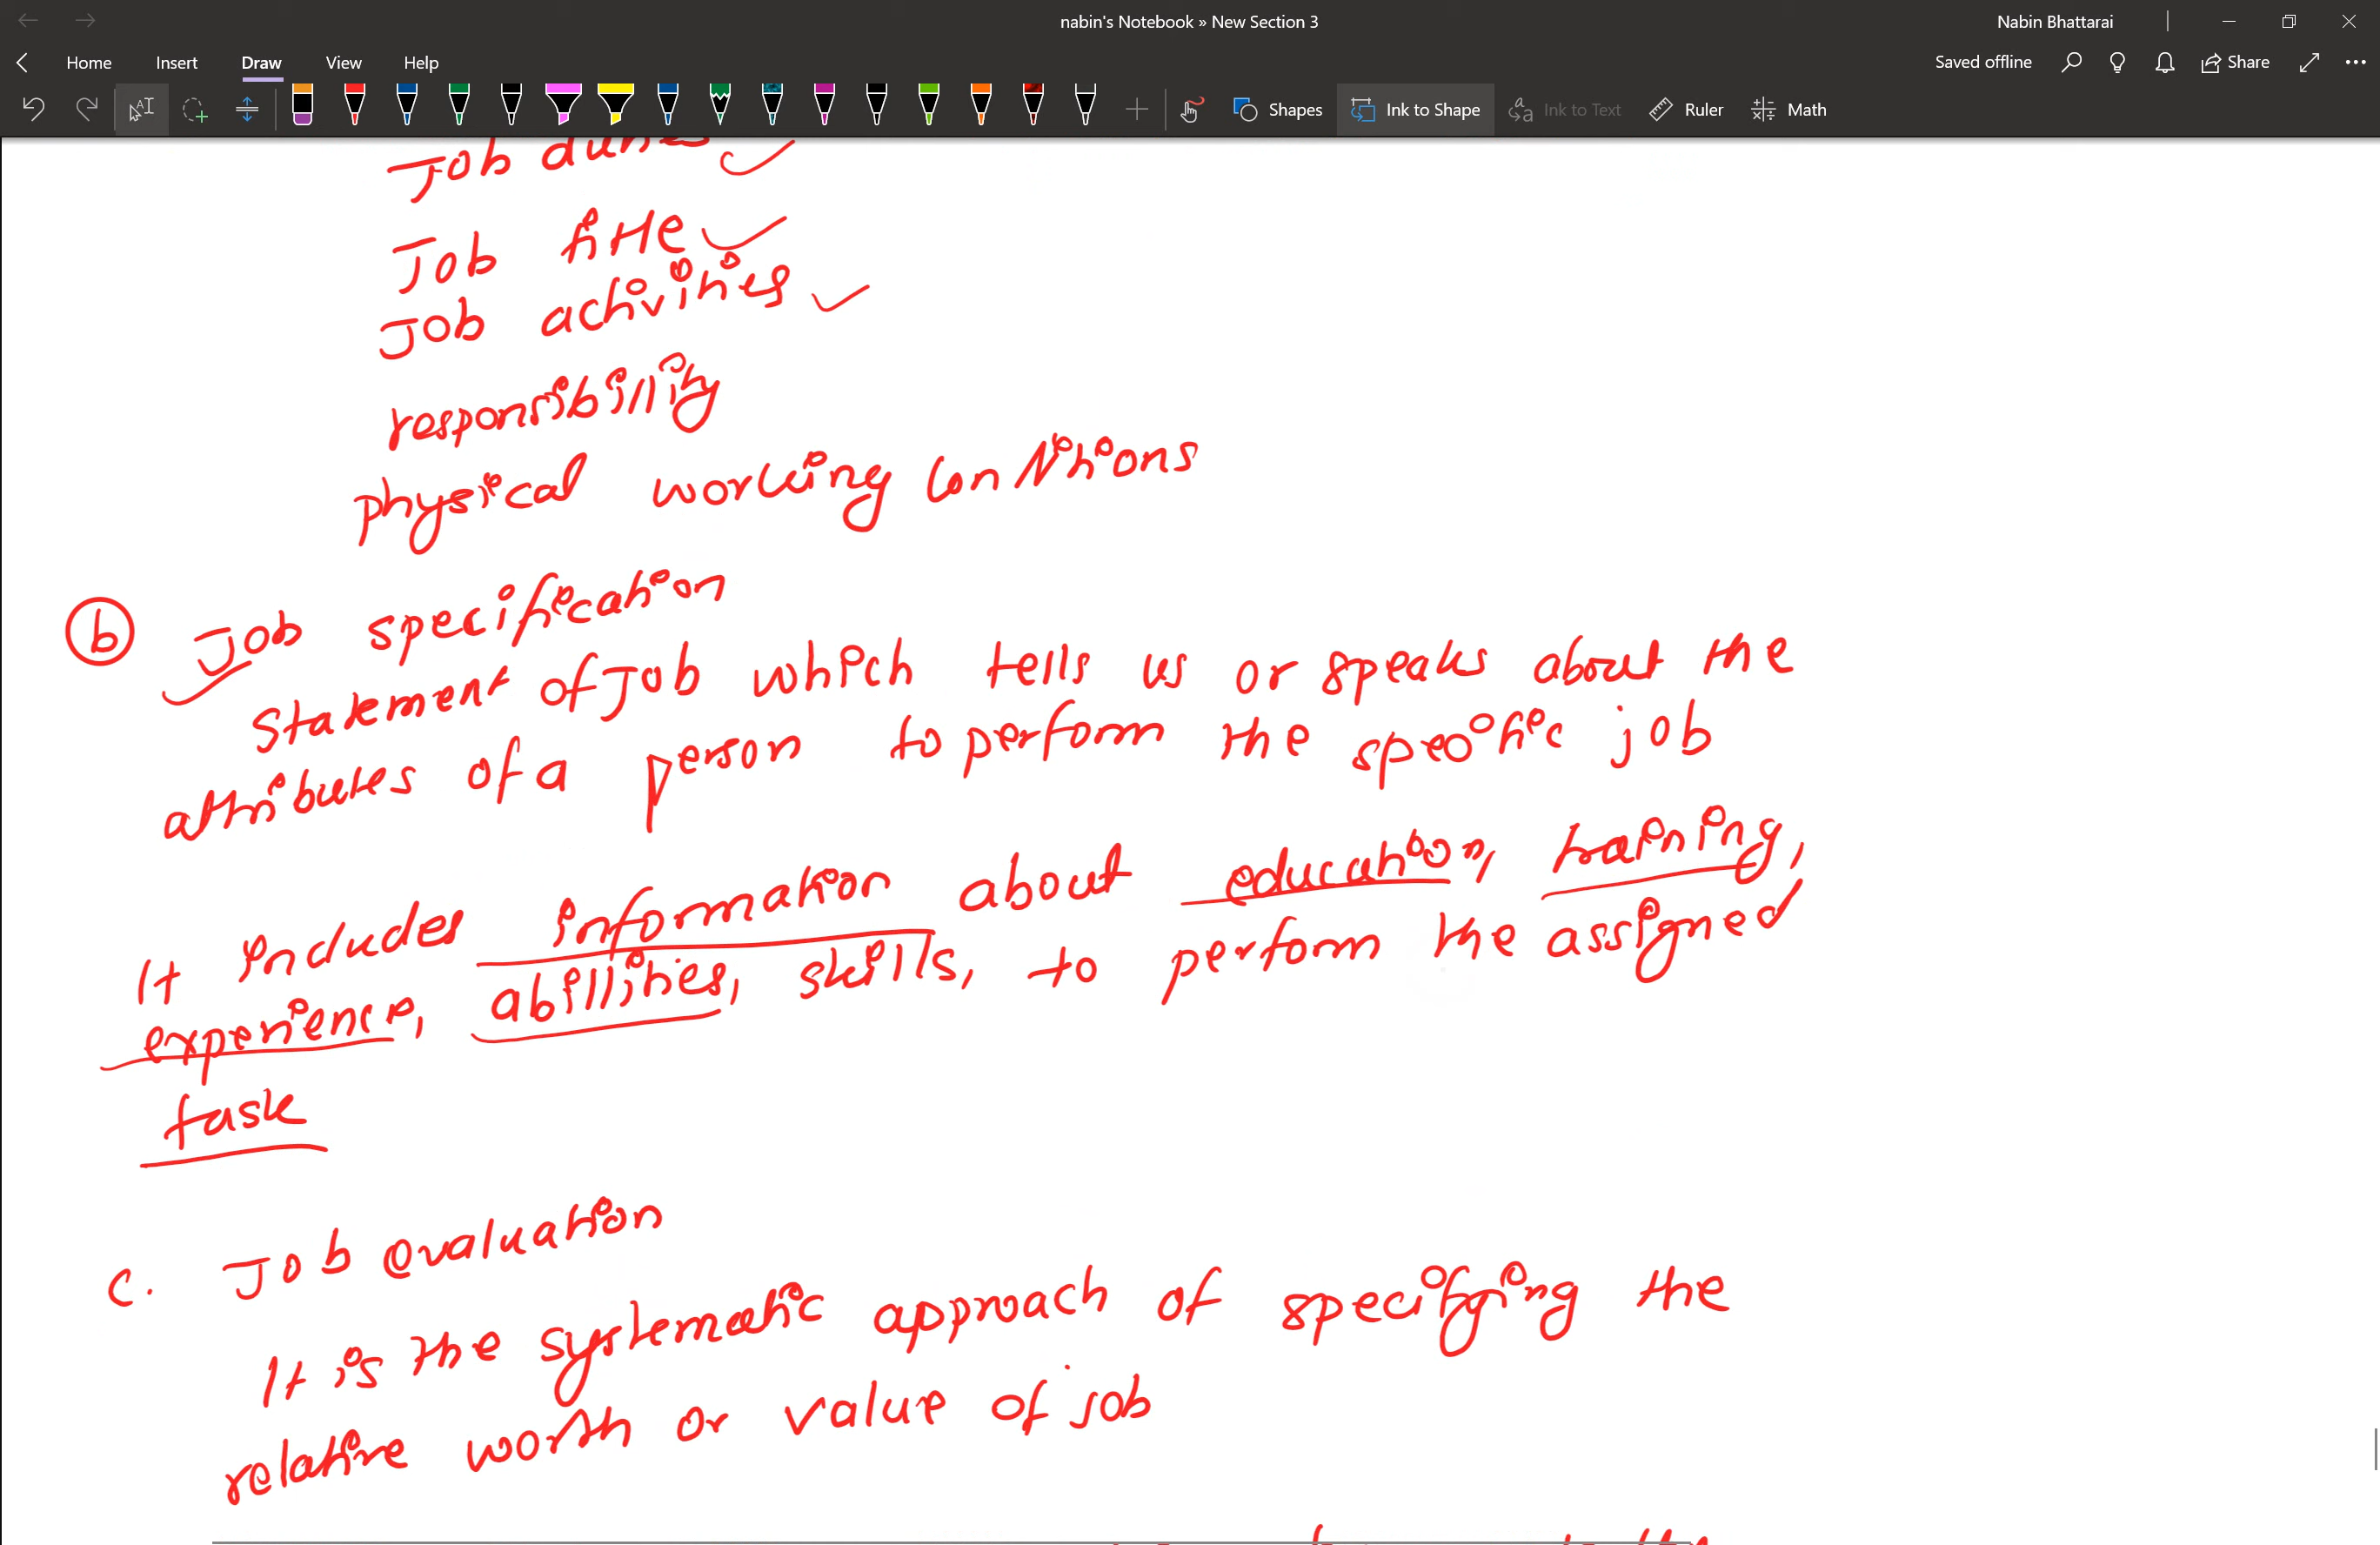 nabin's Notebook » New Section 3
Nabin Bhattarai
Home Insert Draw View Help
Saved offline
Share
Shapes
Ink to Shape
Ink to Text
Ruler
Math
Job duties
Job title
Job activities
responsibility
physical working conditions
b Job specification
Statement of Job which tells us or speaks about the
attributes of a person to perform the specific job
It includes information about education, training,
experience, abilities, skills, to perform the assigned
task
C. Job evaluation
It is the systematic approach of specifying the
relative worth or value of job